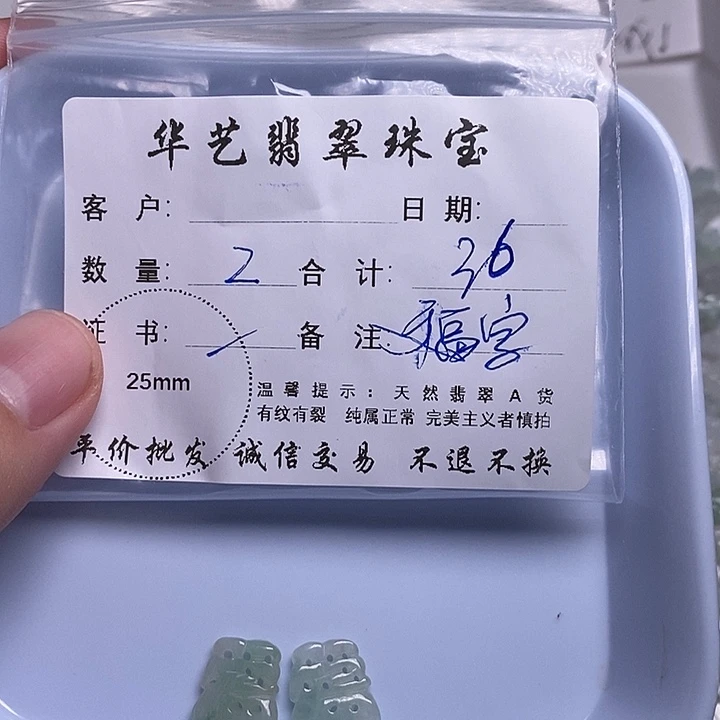 华艺翡翠珠宝
客 户: 日 期:
数 量: 2 合 计: 36
证 书: 备 注: 福字
25mm
温馨提示: 天然翡翠A货
有纹有裂 纯属正常 完美主义者慎拍
平价批发 诚信交易 不退不换